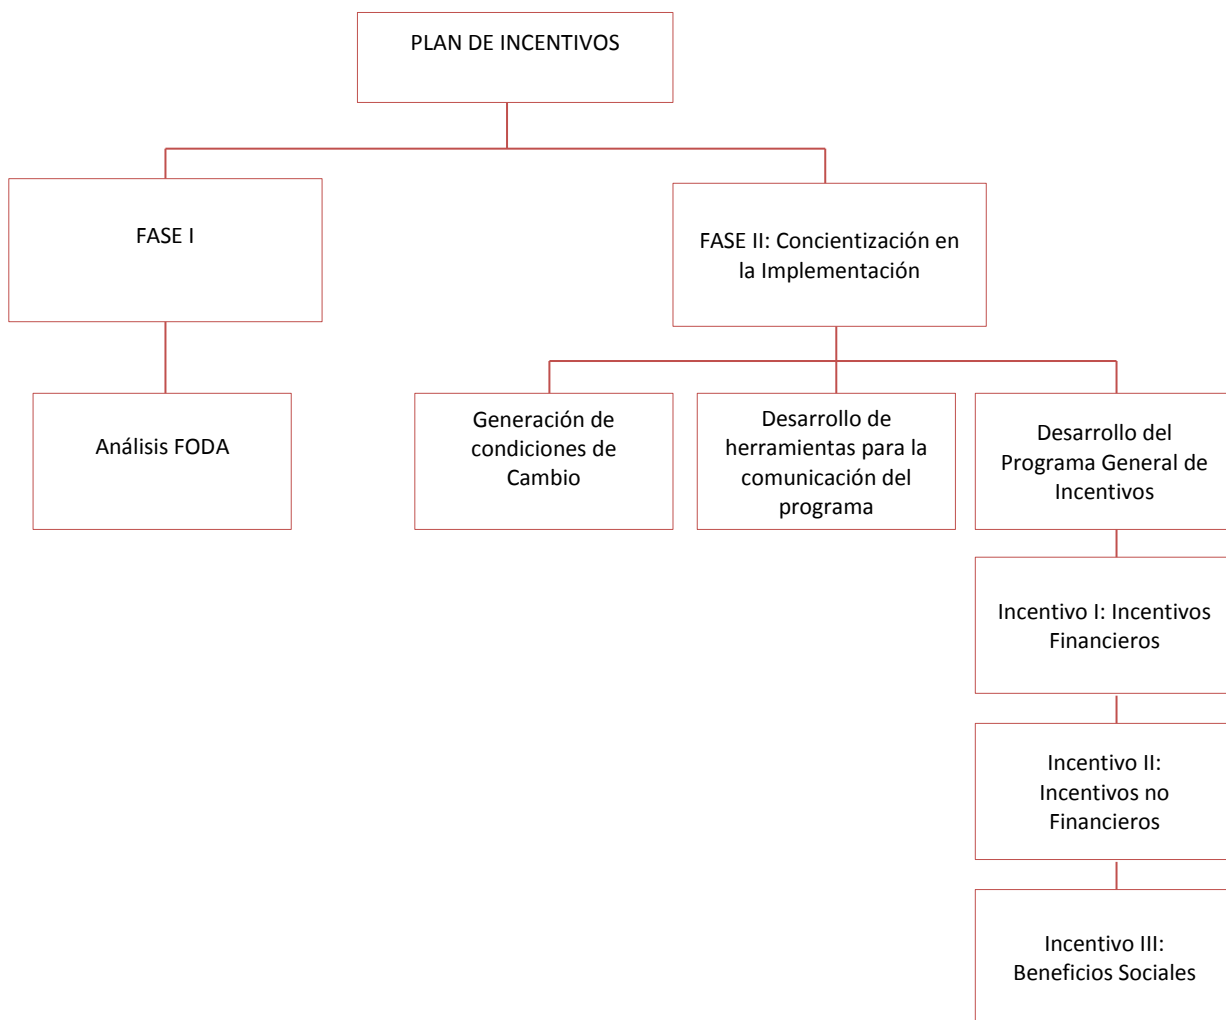 PLAN DE INCENTIVOS
FASE I
FASE II: Concientización en
la Implementación
Análisis FODA
Generación de
condiciones de
Cambio
Desarrollo de
herramientas para la
comunicación del
programa
Desarrollo del
Programa General de
Incentivos
Incentivo I: Incentivos
Financieros
Incentivo II:
Incentivos no
Financieros
Incentivo III:
Beneficios Sociales